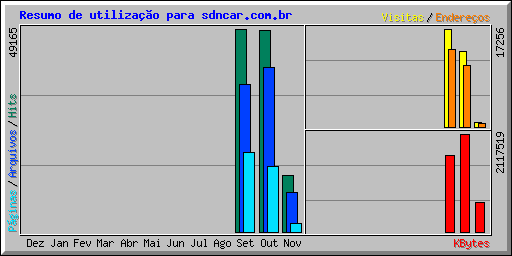 Resumo de utilização para sdncar.com.br
Visitas / Endereços
49165
Páginas / Arquivos / Hits
17256
2117519
Dez Jan Fev Mar Abr Mai Jun Jul Ago Set Out Nov
KBytes